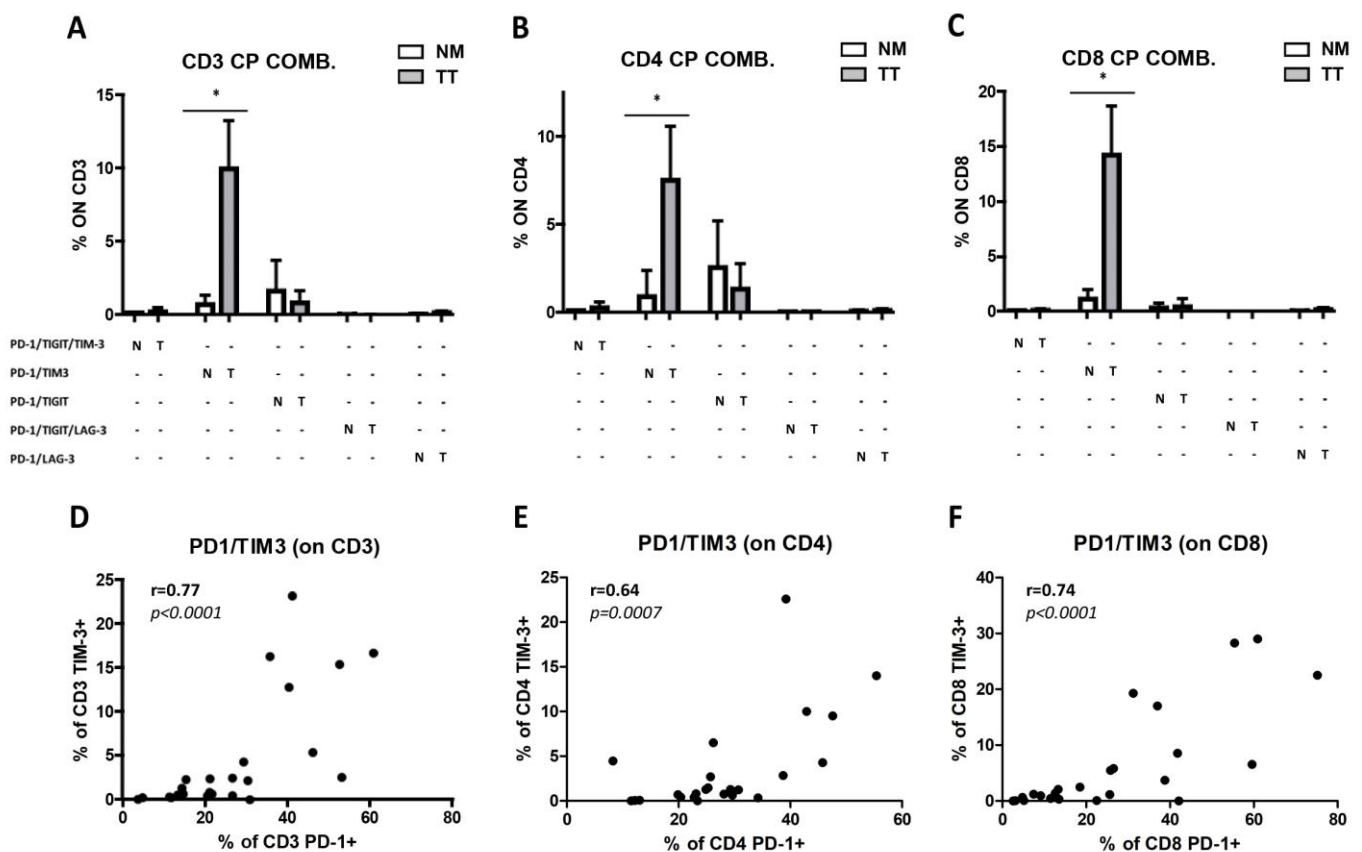 A
CD3 CP COMB.
NM
TT
*
15
10
5
0
% ON CD3
B
CD4 CP COMB.
NM
TT
*
10
5
0
% ON CD4
C
CD8 CP COMB.
NM
TT
*
20
15
10
5
0
% ON CD8
PD-1/TIGIT/TIM-3 N T - - - - - - - - N T - - - - - - - - N T - - - - - - - -
PD-1/TIM3 - - N T - - - - - - - - N T - - - - - - - - N T - - - - - -
PD-1/TIGIT - - - - N T - - - - - - - - N T - - - - - - - - N T - - - -
PD-1/TIGIT/LAG-3 - - - - - - N T - - - - - - - - N T - - - - - - - - N T - -
PD-1/LAG-3 - - - - - - - - N T - - - - - - - - N T - - - - - - - - N T
D
PD1/TIM3 (on CD3)
r=0.77
p<0.0001
25
20
15
10
5
0
% of CD3 TIM-3+
0 20 40 60 80
% of CD3 PD-1+
E
PD1/TIM3 (on CD4)
r=0.64
p=0.0007
25
20
15
10
5
0
% of CD4 TIM-3+
0 20 40 60
% of CD4 PD-1+
F
PD1/TIM3 (on CD8)
r=0.74
p<0.0001
40
30
20
10
0
% of CD8 TIM-3+
0 20 40 60 80
% of CD8 PD-1+